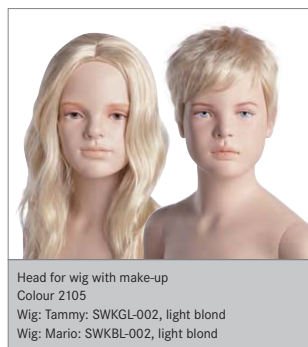 Head for wig with make-up
Colour 2105
Wig: Tammy: SWKGL-002, light blond
Wig: Mario: SWKBL-002, light blond